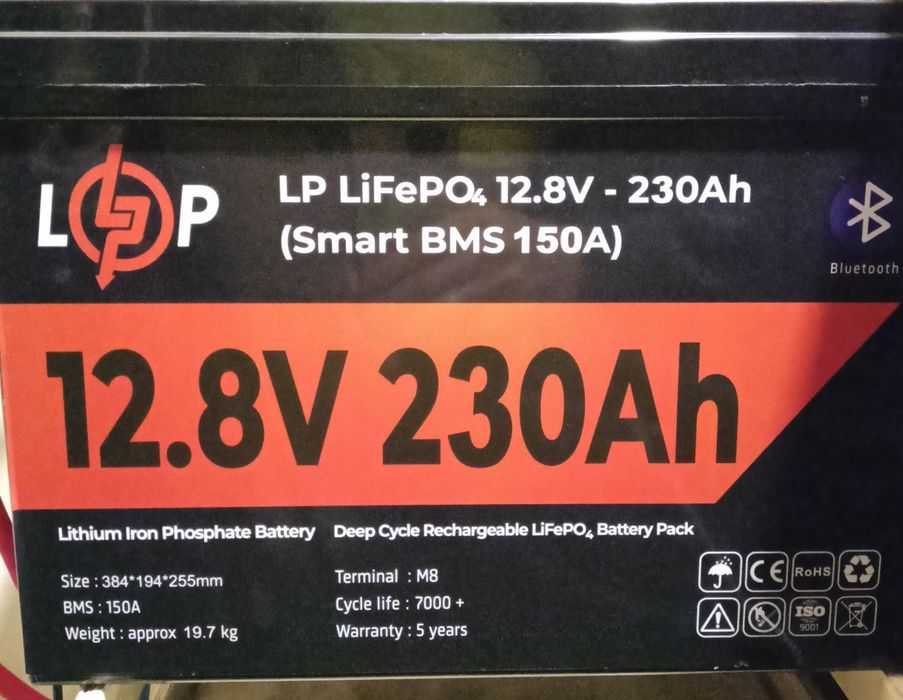 LP
LP LiFePO₄ 12.8V - 230Ah
(Smart BMS 150A)
Bluetooth
12.8V 230Ah
Lithium Iron Phosphate Battery Deep Cycle Rechargeable LiFePO₄ Battery Pack
Size : 384*194*255mm
BMS : 150A
Weight : approx 19.7 kg
Terminal : M8
Cycle life : 7000 +
Warranty : 5 years
CE RoHS
ISO
9001